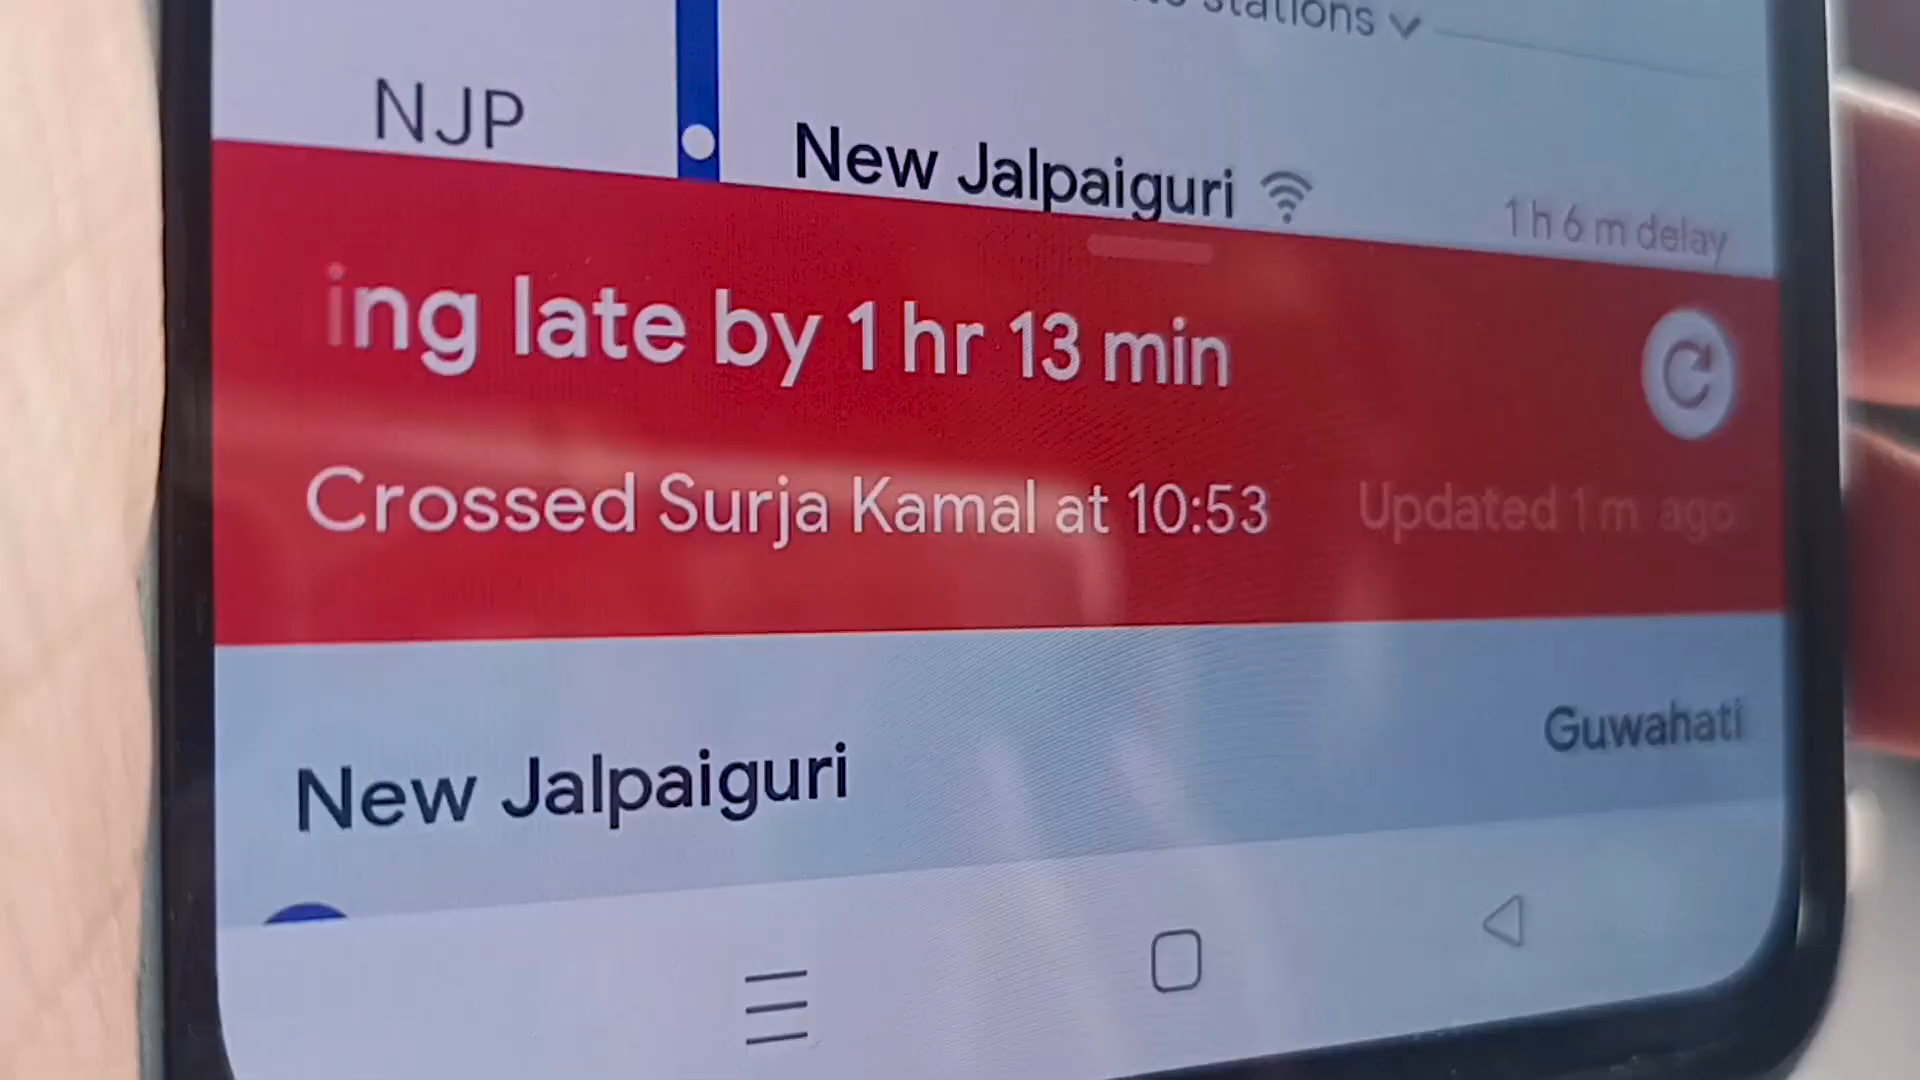 stations
NJP
New Jalpaiguri
1 h 6 m delay
ing late by 1 hr 13 min
Crossed Surja Kamal at 10:53
Updated 1 m ago
Guwahati
New Jalpaiguri